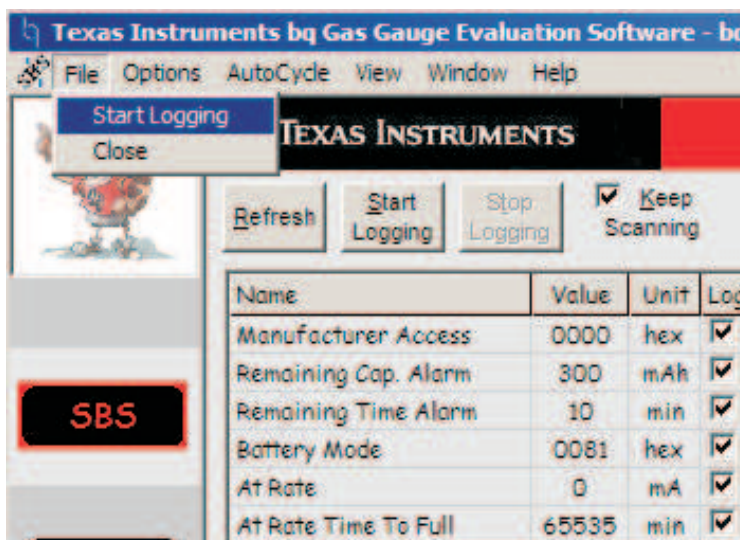 Texas Instruments bq Gas Gauge Evaluation Software - bq
File Options AutoCycle View Window Help
Start Logging
Close
TEXAS INSTRUMENTS
Refresh Start Logging Stop Logging Keep Scanning
Name Value Unit Log
Manufacturer Access 0000 hex
Remaining Cap. Alarm 300 mAh
Remaining Time Alarm 10 min
SBS
Battery Mode 0081 hex
At Rate 0 mA
At Rate Time To Full 65535 min